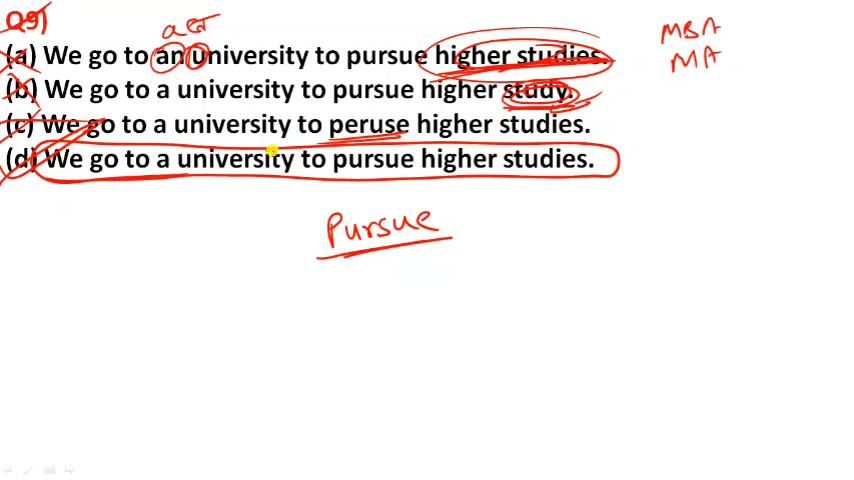 Q9)
(a) We go to an university to pursue higher studies.
(b) We go to a university to pursue higher study.
(c) We go to a university to peruse higher studies.
(d) We go to a university to pursue higher studies.
MBA
MA
Pursue